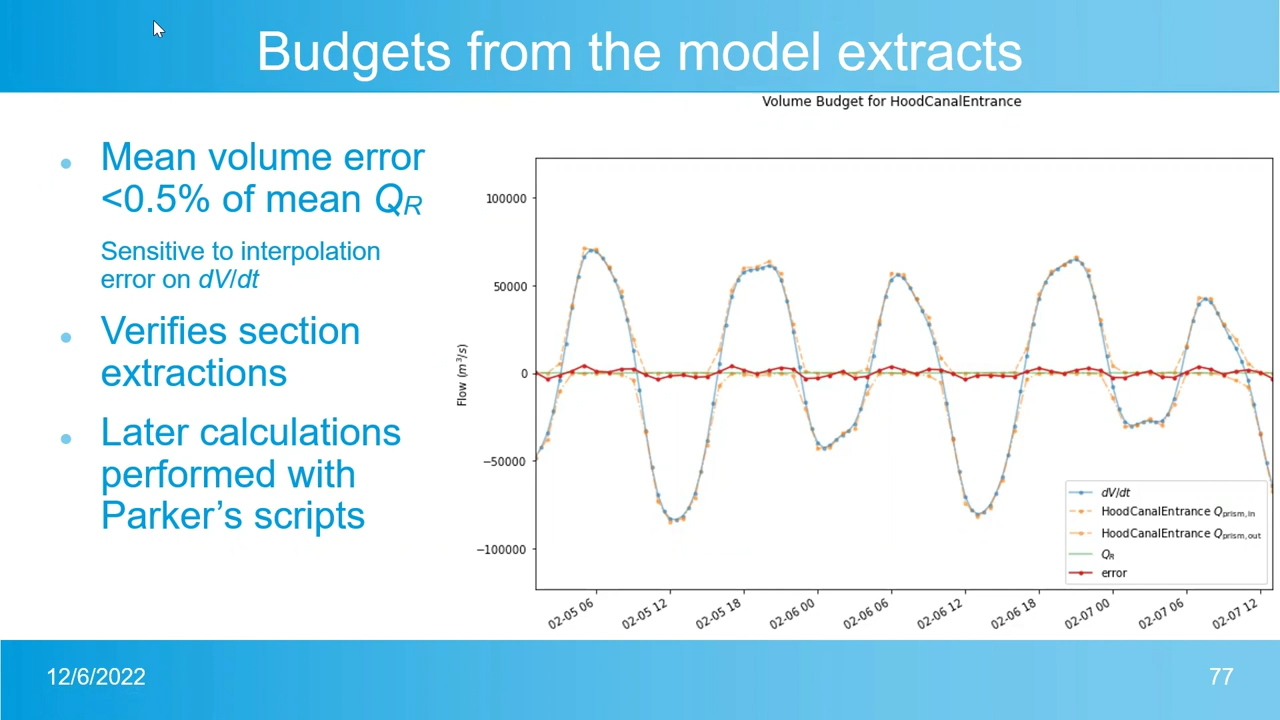 Budgets from the model extracts
Mean volume error
<0.5% of mean QR
Sensitive to interpolation
error on dV/dt
Verifies section
extractions
Later calculations
performed with
Parker’s scripts
Volume Budget for HoodCanalEntrance
100000
50000
0
−50000
−100000
Flow (m³/s)
dV/dt
HoodCanalEntrance Qprism,in
HoodCanalEntrance Qprism,out
QR
error
02-05 06
02-05 12
02-05 18
02-06 00
02-06 06
02-06 12
02-06 18
02-07 00
02-07 06
02-07 12
12/6/2022
77